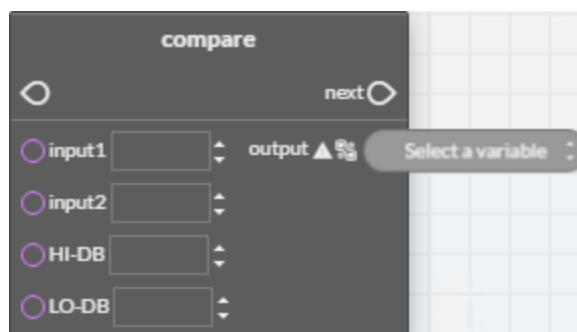 compare
next
input1 output Select a variable
input2
HI-DB
LO-DB